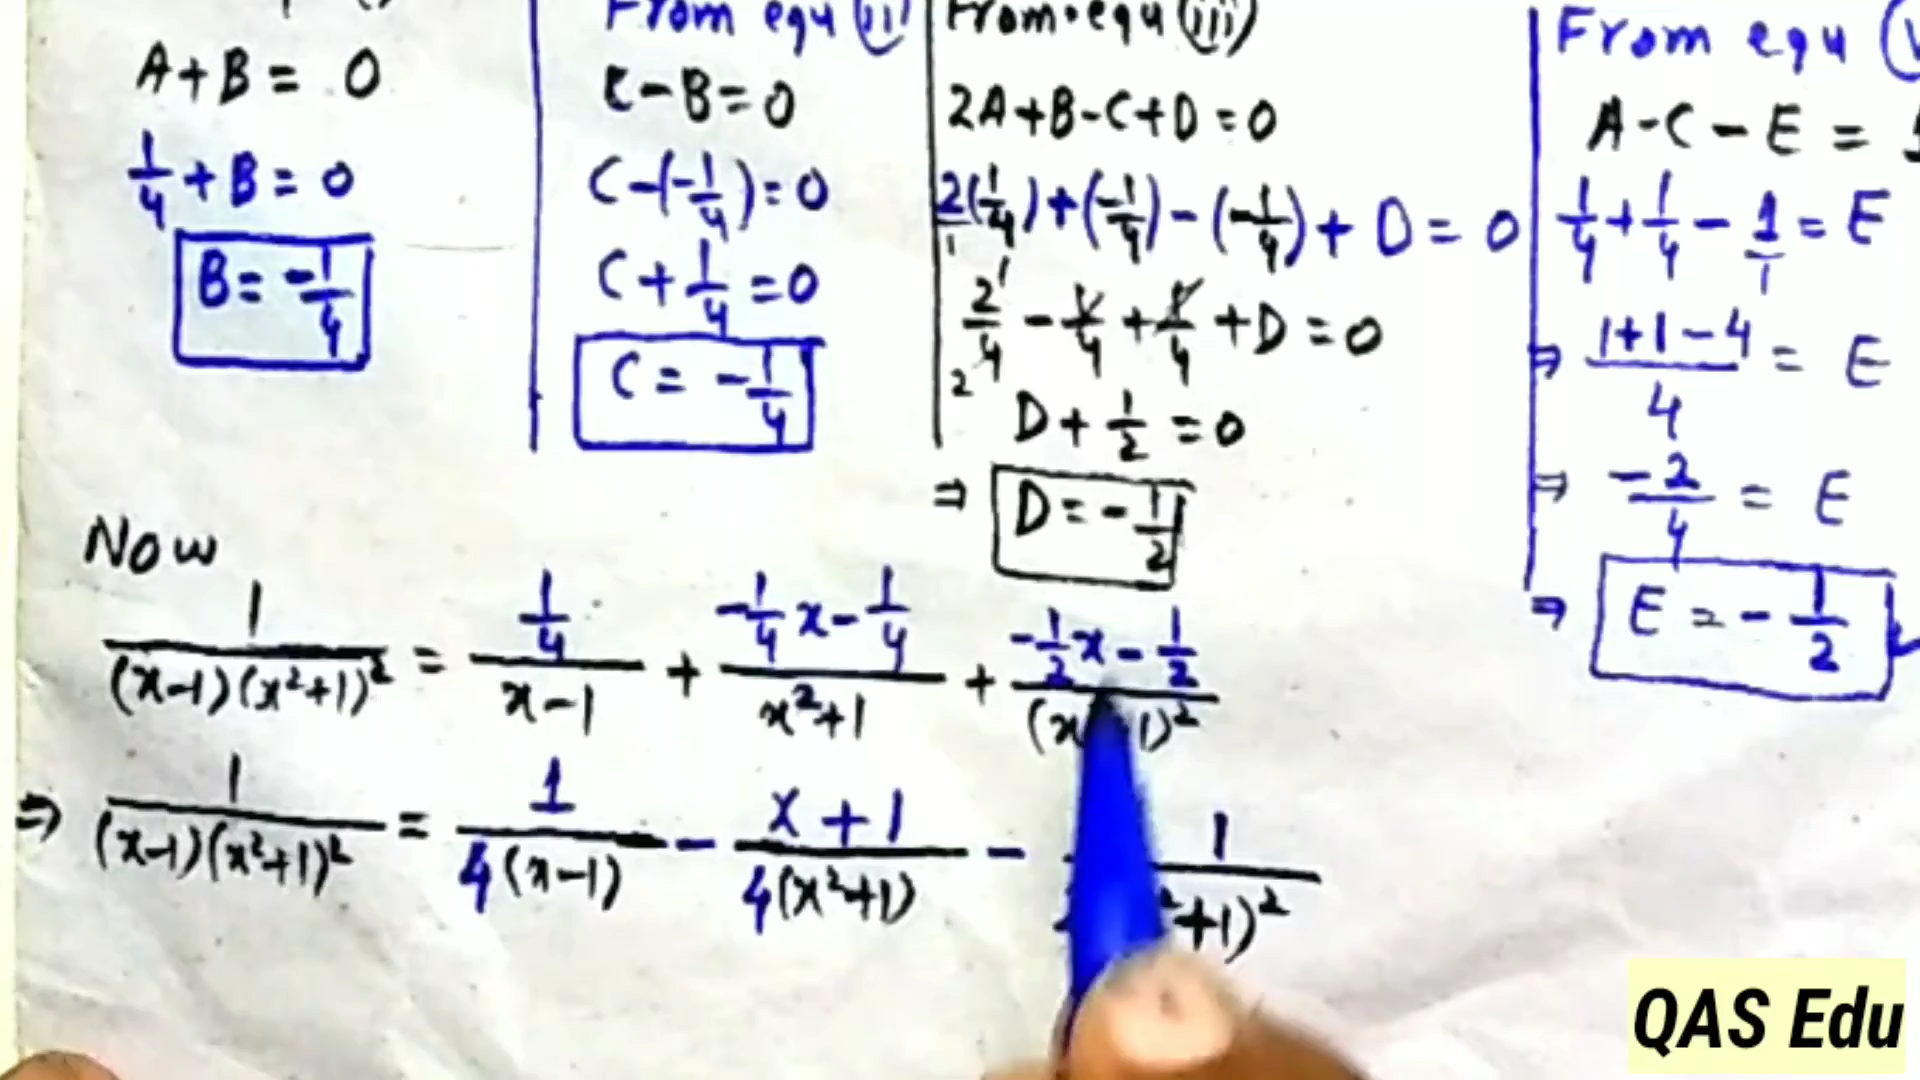 A+B = 0
1/4 + B = 0
B = -1/4
From equ (ii)
C - B = 0
C-(-1/4) = 0
C + 1/4 = 0
C = -1/4
From equ (iii)
2A+B-C+D = 0
2(1/4) + (-1/4) - (-1/4) + D = 0
2/4 - 1/4 + 1/4 + D = 0
D + 1/2 = 0
⇒ D = -1/2
From equ
A - C - E =
1/4 + 1/4 - 1/1 = E
⇒ (1+1-4)/4 = E
⇒ -2/4 = E
⇒ E = -1/2
Now
1/((x-1)(x²+1)²) = (1/4)/(x-1) + (-1/4 x - 1/4)/(x²+1) + (-1/2 x - 1/2)/(x 1)²
⇒ 1/((x-1)(x²+1)²) = 1/(4(x-1)) - (x+1)/(4(x²+1)) - 1/(²+1)²
QAS Edu